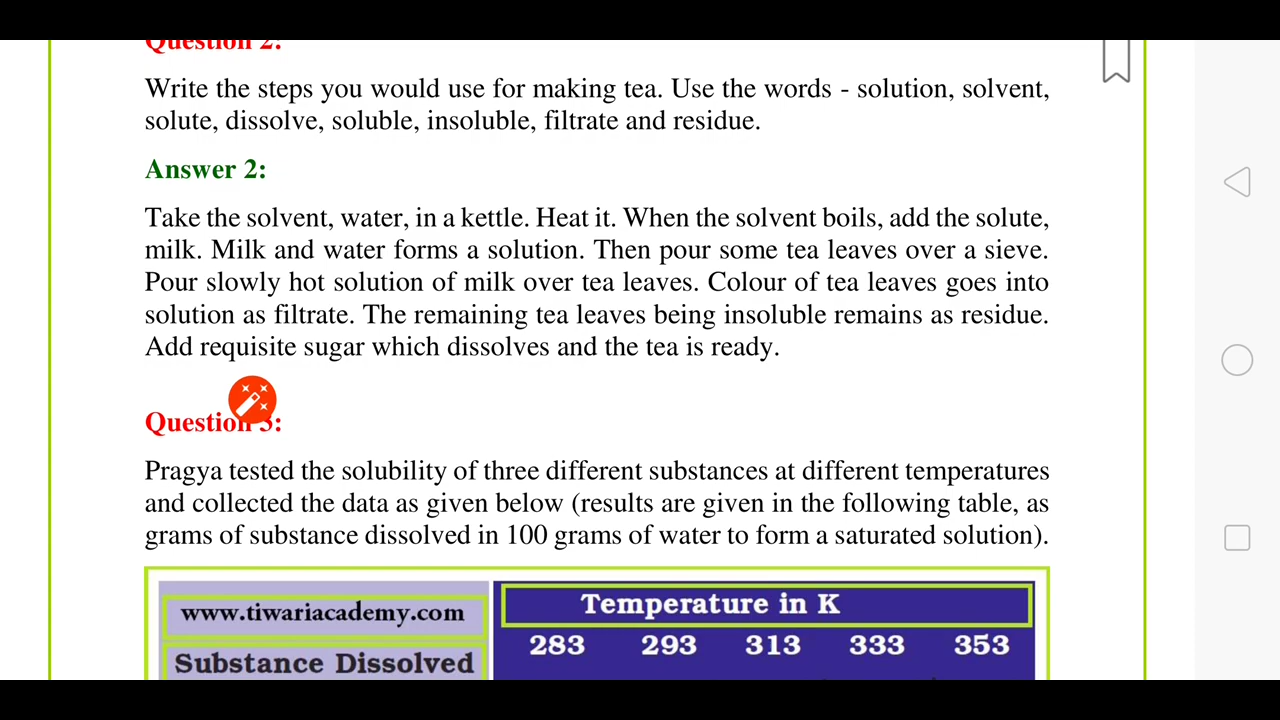 Question 2:
Write the steps you would use for making tea. Use the words - solution, solvent,
solute, dissolve, soluble, insoluble, filtrate and residue.
Answer 2:
Take the solvent, water, in a kettle. Heat it. When the solvent boils, add the solute,
milk. Milk and water forms a solution. Then pour some tea leaves over a sieve.
Pour slowly hot solution of milk over tea leaves. Colour of tea leaves goes into
solution as filtrate. The remaining tea leaves being insoluble remains as residue.
Add requisite sugar which dissolves and the tea is ready.
Question 3:
Pragya tested the solubility of three different substances at different temperatures
and collected the data as given below (results are given in the following table, as
grams of substance dissolved in 100 grams of water to form a saturated solution).
www.tiwariacademy.com
Temperature in K
283 293 313 333 353
Substance Dissolved